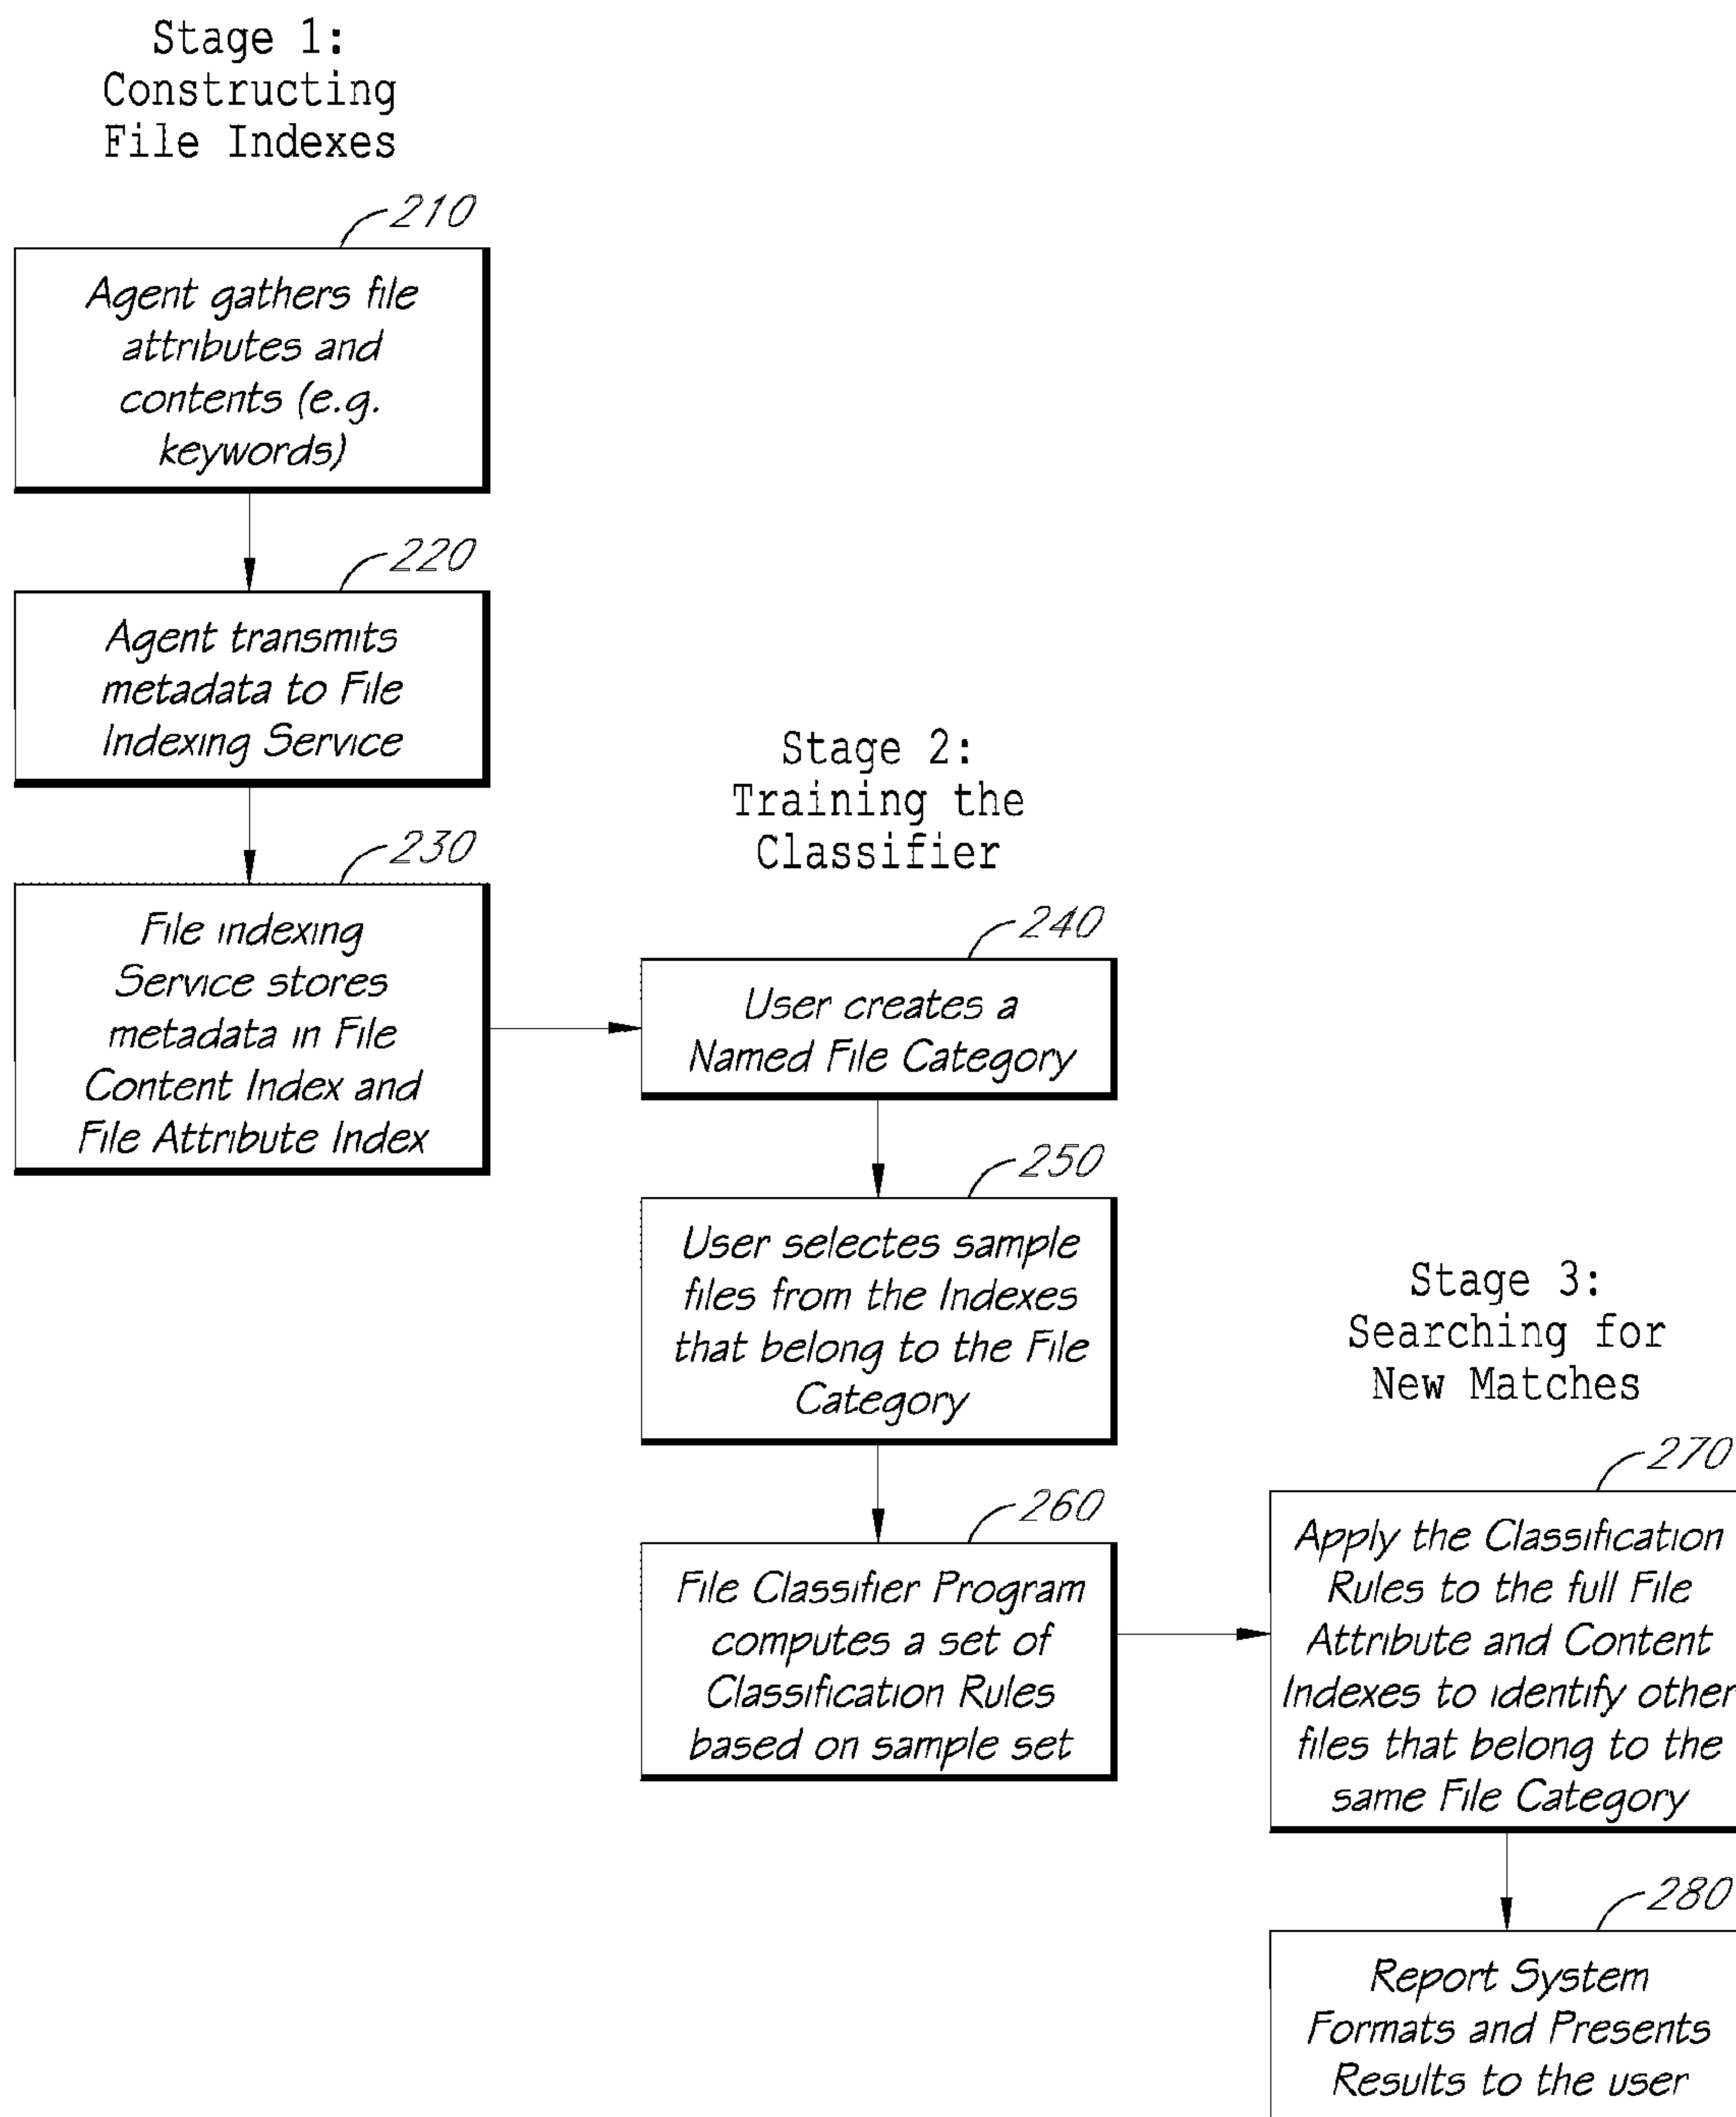 Stage 1:
Constructing
File Indexes
210
Agent gathers file
attributes and
contents (e.g.
keywords)
220
Agent transmits
metadata to File
Indexing Service
230
File indexing
Service stores
metadata in File
Content Index and
File Attribute Index
Stage 2:
Training the
Classifier
240
User creates a
Named File Category
250
User selectes sample
files from the Indexes
that belong to the File
Category
260
File Classifier Program
computes a set of
Classification Rules
based on sample set
Stage 3:
Searching for
New Matches
270
Apply the Classification
Rules to the full File
Attribute and Content
Indexes to identify other
files that belong to the
same File Category
280
Report System
Formats and Presents
Results to the user